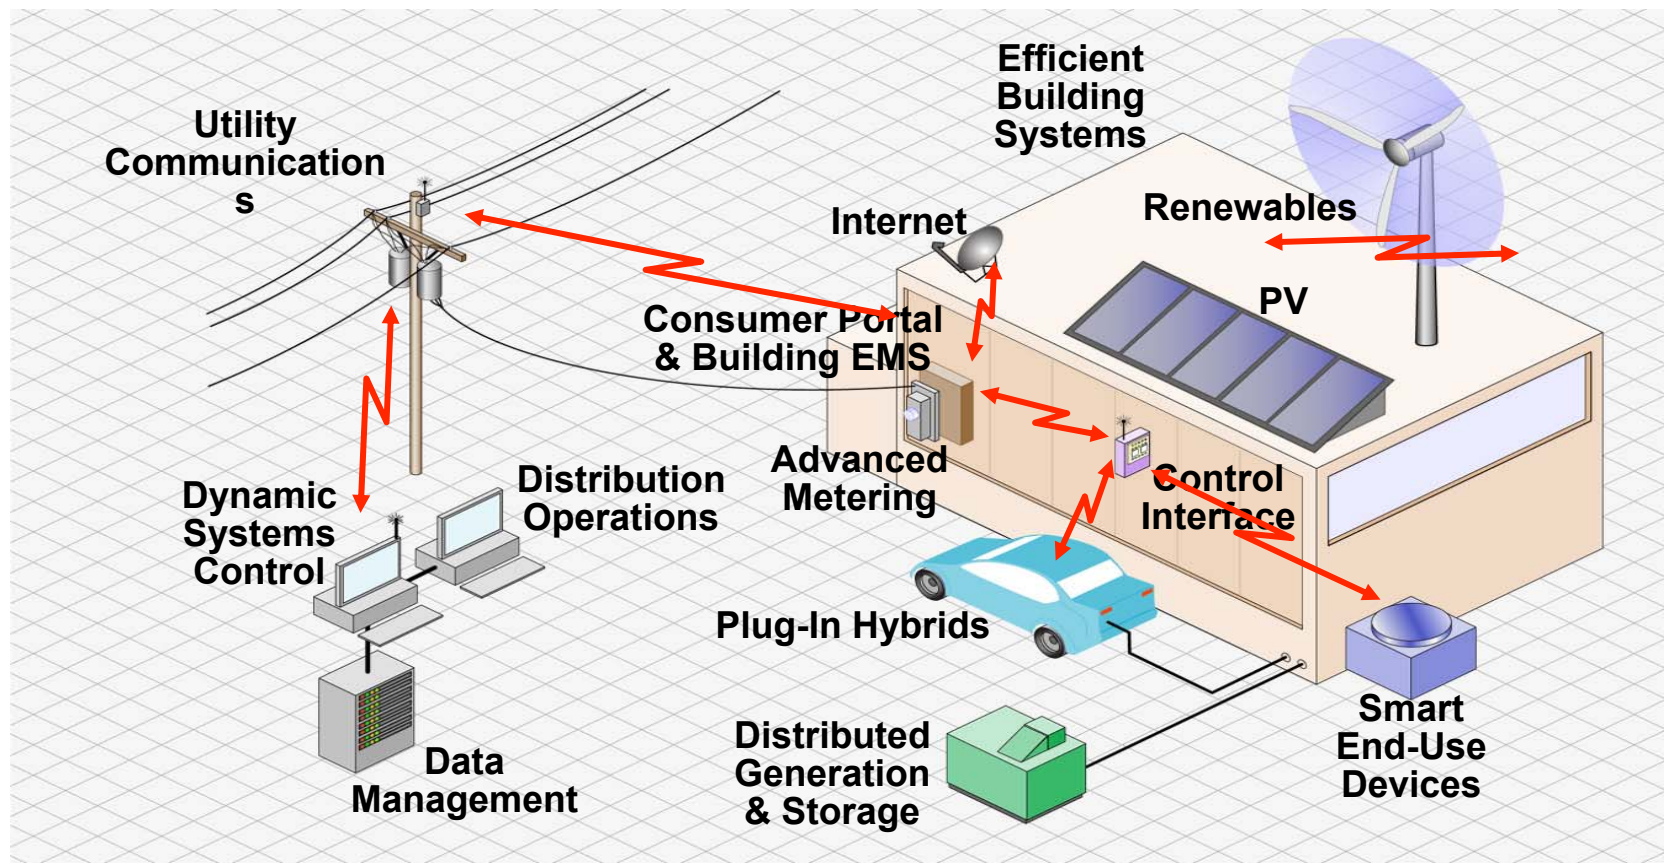 Efficient
Building
Systems
Utility
Communication
s
Renewables
Internet
PV
Consumer Portal
& Building EMS
Advanced
Metering
Control
Interface
Distribution
Operations
Dynamic
Systems
Control
Plug-In Hybrids
Smart
End-Use
Devices
Distributed
Generation
& Storage
Data
Management